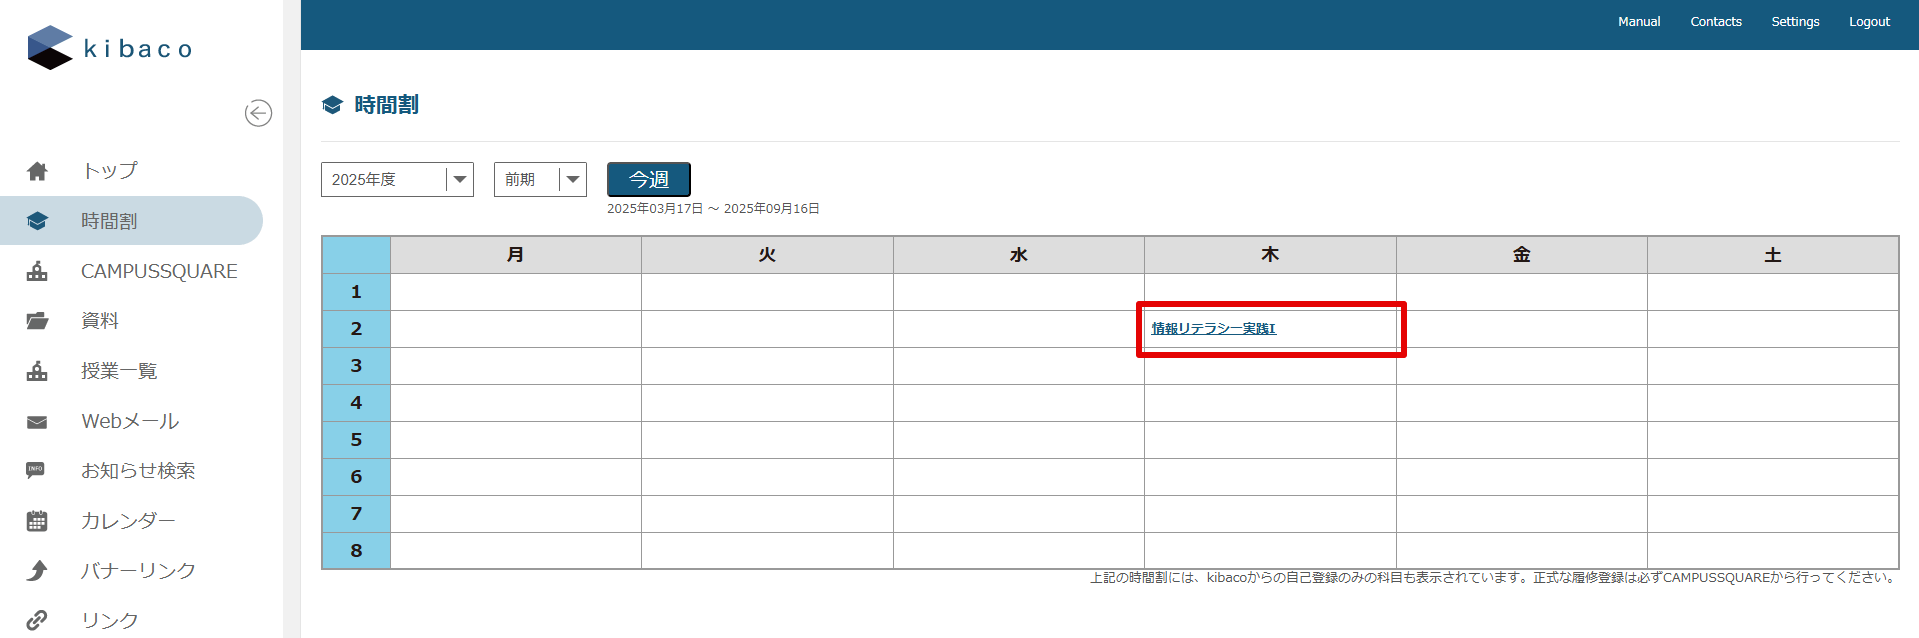 kibaco
Manual Contacts Settings Logout
トップ
時間割
CAMPUSSQUARE
資料
授業一覧
Webメール
INFO お知らせ検索
カレンダー
バナーリンク
リンク
時間割
2025年度 前期 今週
2025年03月17日 ～ 2025年09月16日
月 火 水 木 金 土
1
2 情報リテラシー実践I
3
4
5
6
7
8
上記の時間割には、kibacoからの自己登録のみの科目も表示されています。正式な履修登録は必ずCAMPUSSQUAREから行ってください。